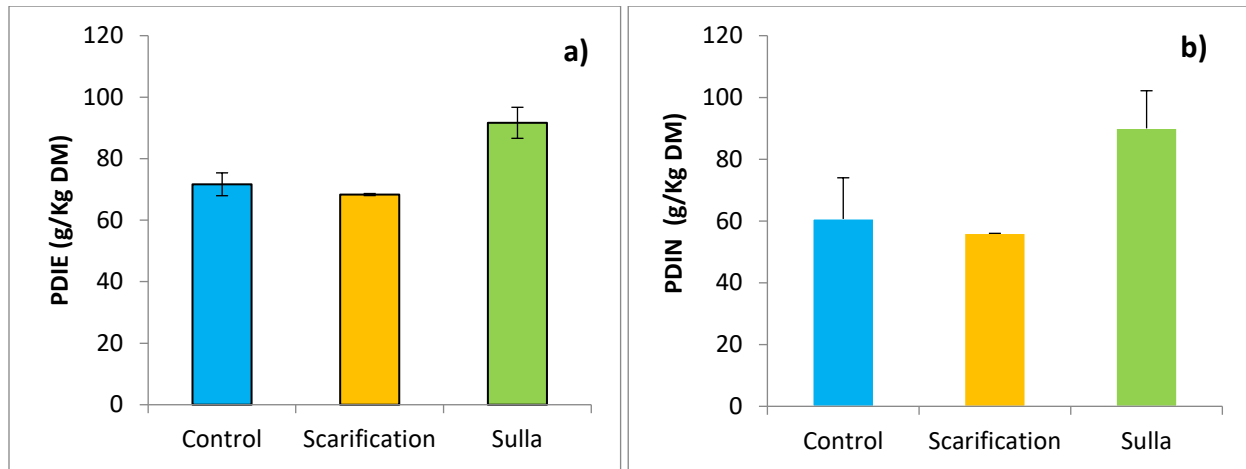 a)
PDIE (g/Kg DM)
120
100
80
60
40
20
0
Control Scarification Sulla
b)
PDIN (g/Kg DM)
120
100
80
60
40
20
0
Control Scarification Sulla